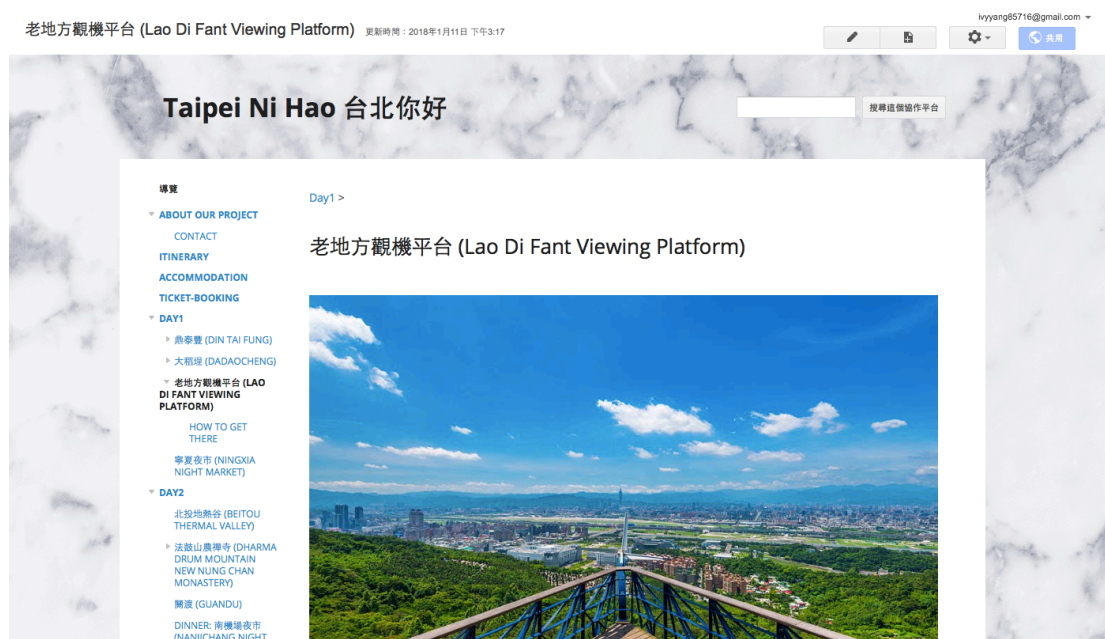 ivyyang85716@gmail.com
老地方觀機平台 (Lao Di Fant Viewing Platform) 更新時間：2018年1月11日 下午3:17
共用
Taipei Ni Hao 台北你好
搜尋這個協作平台
導覽
ABOUT OUR PROJECT
CONTACT
ITINERARY
ACCOMMODATION
TICKET-BOOKING
DAY1
鼎泰豐 (DIN TAI FUNG)
大稻埕 (DADAOCHENG)
老地方觀機平台 (LAO
DI FANT VIEWING
PLATFORM)
HOW TO GET
THERE
寧夏夜市 (NINGXIA
NIGHT MARKET)
DAY2
北投地熱谷 (BEITOU
THERMAL VALLEY)
法鼓山農禪寺 (DHARMA
DRUM MOUNTAIN
NEW NUNG CHAN
MONASTERY)
關渡 (GUANDU)
DINNER: 南機場夜市
(NANJICHANG NIGHT
Day1 >
老地方觀機平台 (Lao Di Fant Viewing Platform)